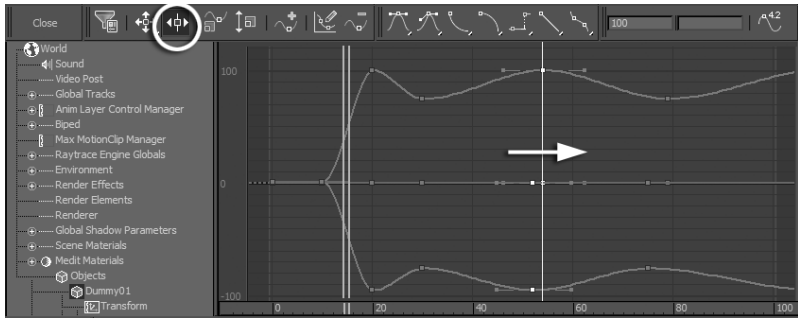 Close
100
4.2
World
Sound
Video Post
Global Tracks
Anim Layer Control Manager
Biped
Max MotionClip Manager
Raytrace Engine Globals
Environment
Render Effects
Render Elements
Renderer
Global Shadow Parameters
Scene Materials
Medit Materials
Objects
Dummy01
Transform
100
0
-100
0 20 40 60 80 100